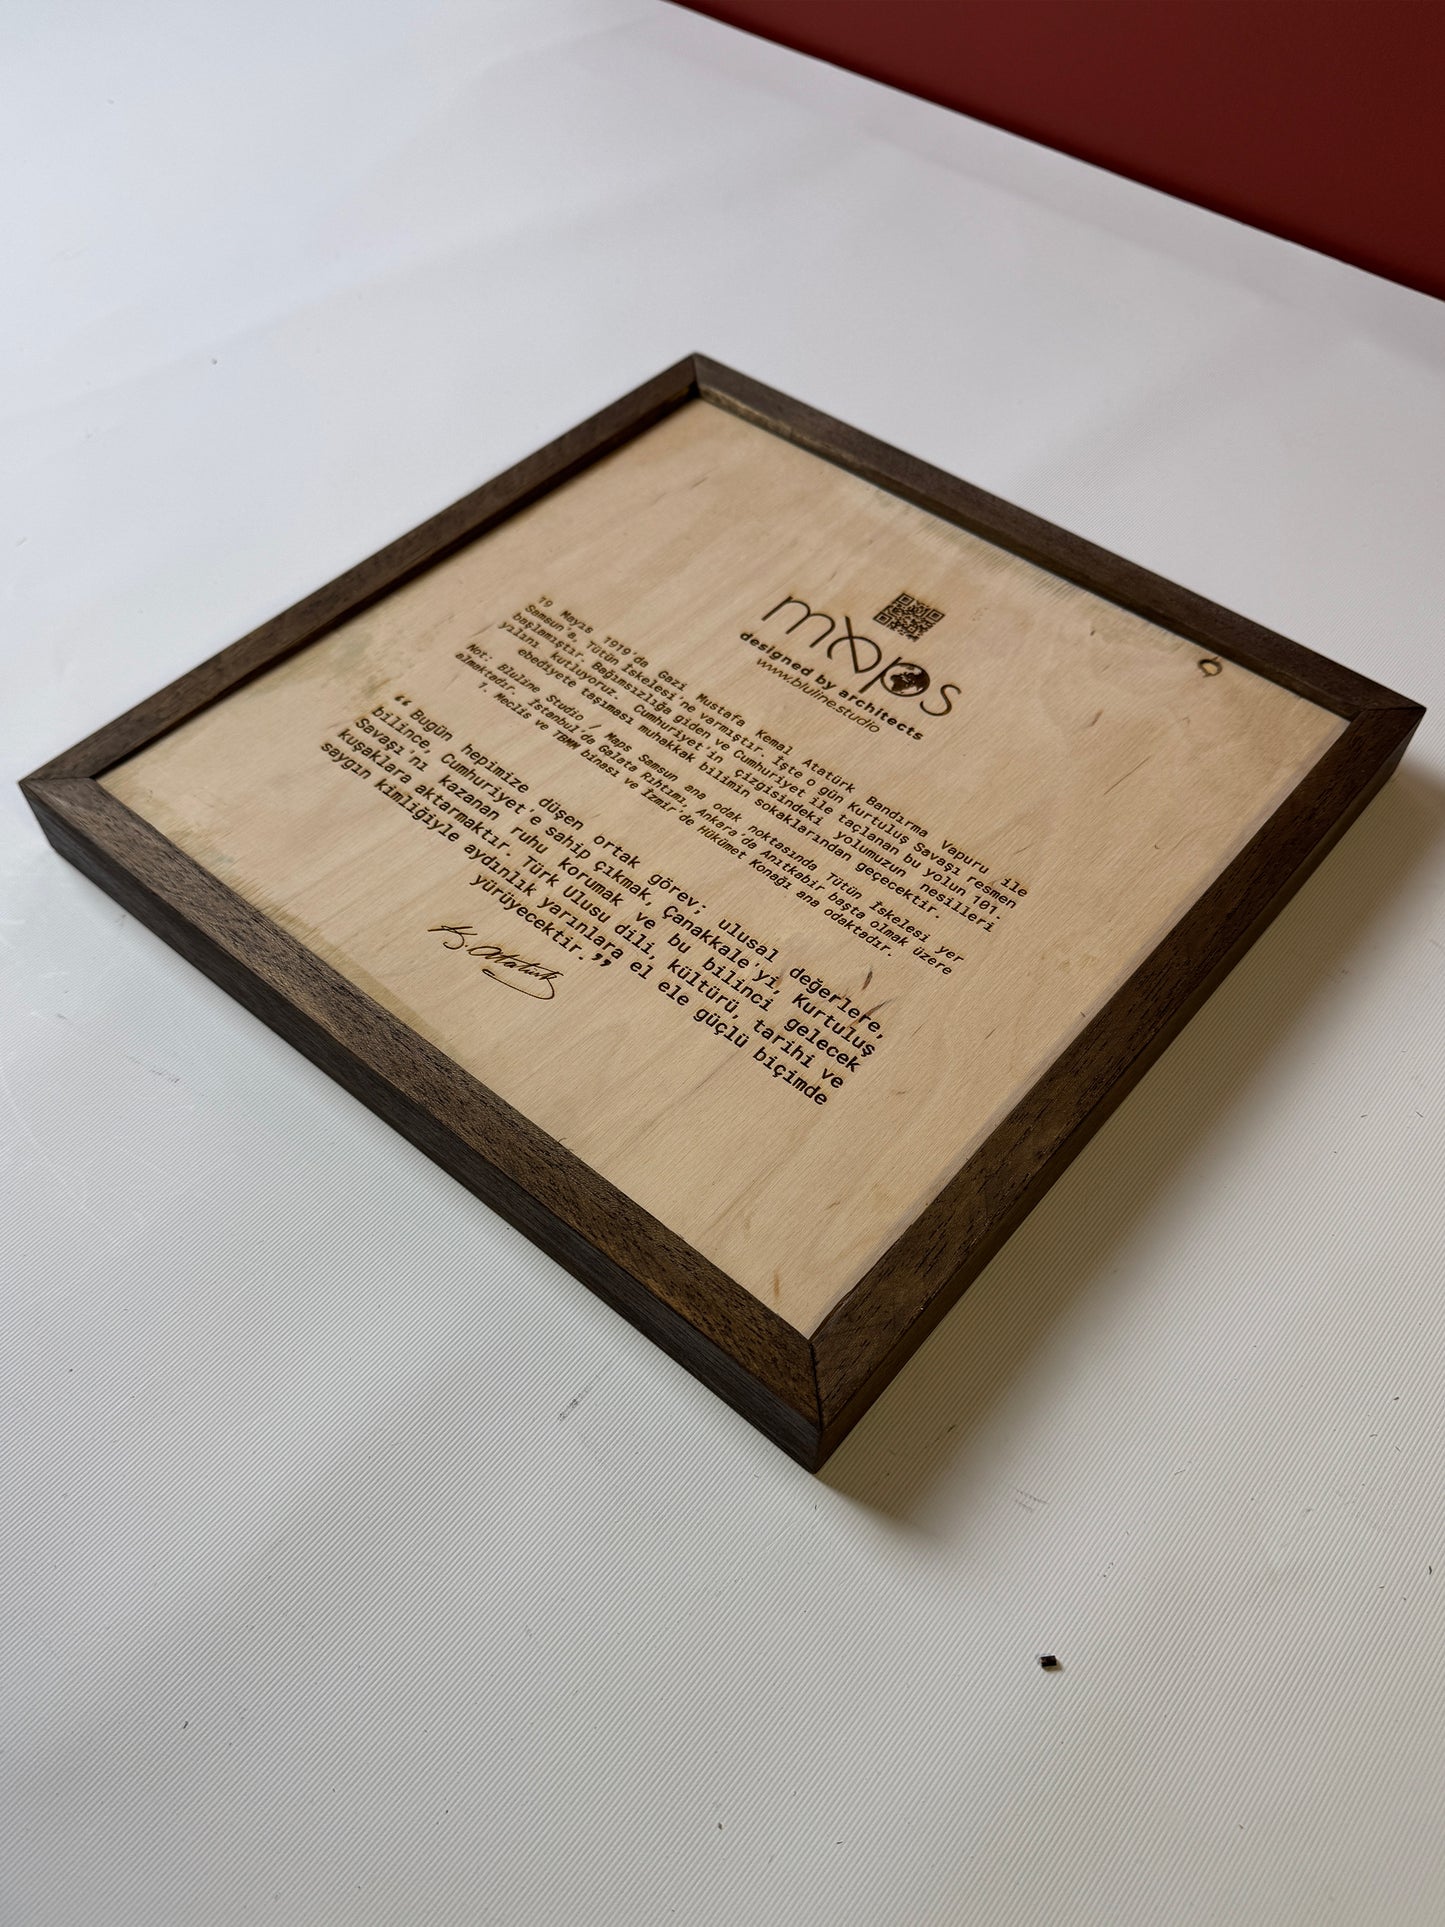 maps
designed by architects
www.bluline.studio
19 Mayıs 1919'da Gazi Mustafa Kemal Atatürk Bandırma Vapuru ile
Samsun'a, Tütün İskelesi'ne varmıştır. İşte o gün Kurtuluş Savaşı resmen
başlamıştır. Bağımsızlığa giden ve Cumhuriyet ile taçlanan bu yolun 101.
yılını kutluyoruz. Cumhuriyet'in çizgisindeki yolumuzun nesilleri
ebediyete taşıması muhakkak bilimin sokaklarından geçecektir.
Not: Bluline Studio / Maps Samsun ana odak noktasında Tütün İskelesi yer
almaktadır. İstanbul'da Galata Rıhtımı, Ankara'da Anıtkabir başta olmak üzere
1. Meclis ve TBMM binası ve İzmir'de Hükümet Konağı ana odaktadır.
“Bugün hepimize düşen ortak görev; ulusal değerlere,
bilince, Cumhuriyet'e sahip çıkmak, Çanakkale'yi, Kurtuluş
Savaşı'nı kazanan ruhu korumak ve bu bilinci gelecek
kuşaklara aktarmaktır. Türk Ulusu dili, kültürü, tarihi ve
saygın kimliğiyle aydınlık yarınlara el ele güçlü biçimde
yürüyecektir.”
K. Atatürk